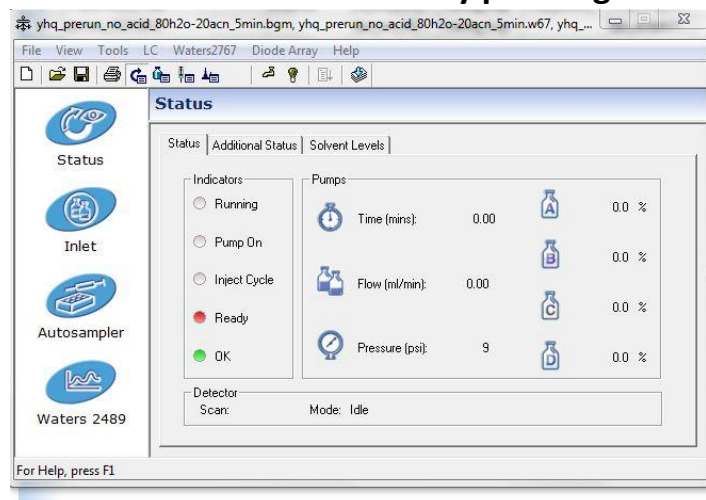 yhq_prerun_no_acid_80h2o-20acn_5min.bgm, yhq_prerun_no_acid_80h2o-20acn_5min.w67, yhq_...
File View Tools LC Waters2767 Diode Array Help
Status
Status Additional Status Solvent Levels
Status
Inlet
Autosampler
Waters 2489
Indicators
Running
Pump On
Inject Cycle
Ready
OK
Pumps
Time (mins): 0.00
Flow (ml/min): 0.00
Pressure (psi): 9
A 0.0 %
B 0.0 %
C 0.0 %
D 0.0 %
Detector
Scan: Mode: Idle
For Help, press F1